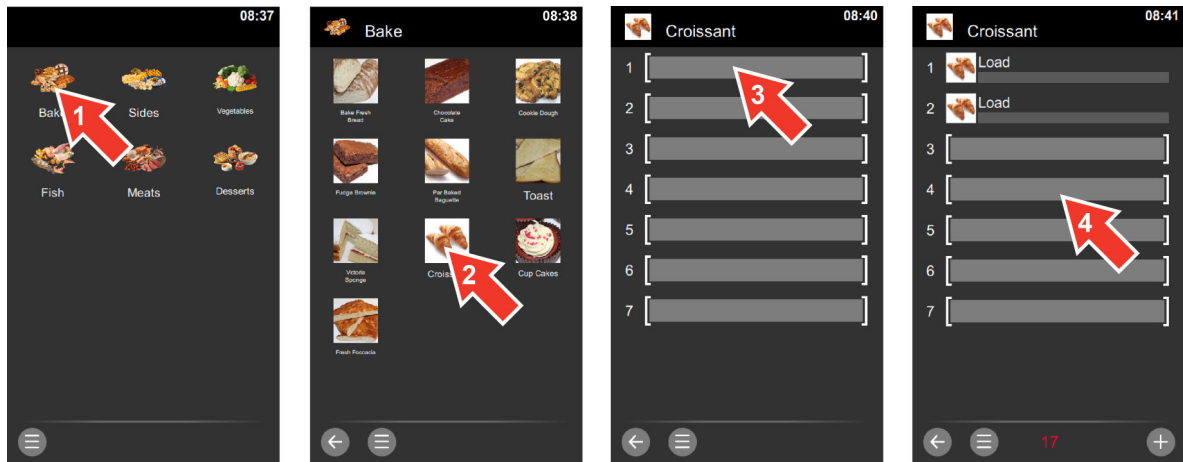 08:37
Bake
1
Sides
Vegetables
Fish
Meats
Desserts
08:38
Bake
Bake Fresh
Bread
Chocolate
Cake
Cookie Dough
Fudge Brownie
Par Baked
Baguette
Toast
Victoria
Sponge
2
Cup Cakes
Fresh Foccacia
08:40
Croissant
1
3
2
3
4
5
6
7
08:41
Croissant
1 Load
2 Load
3
4
4
5
6
7
17